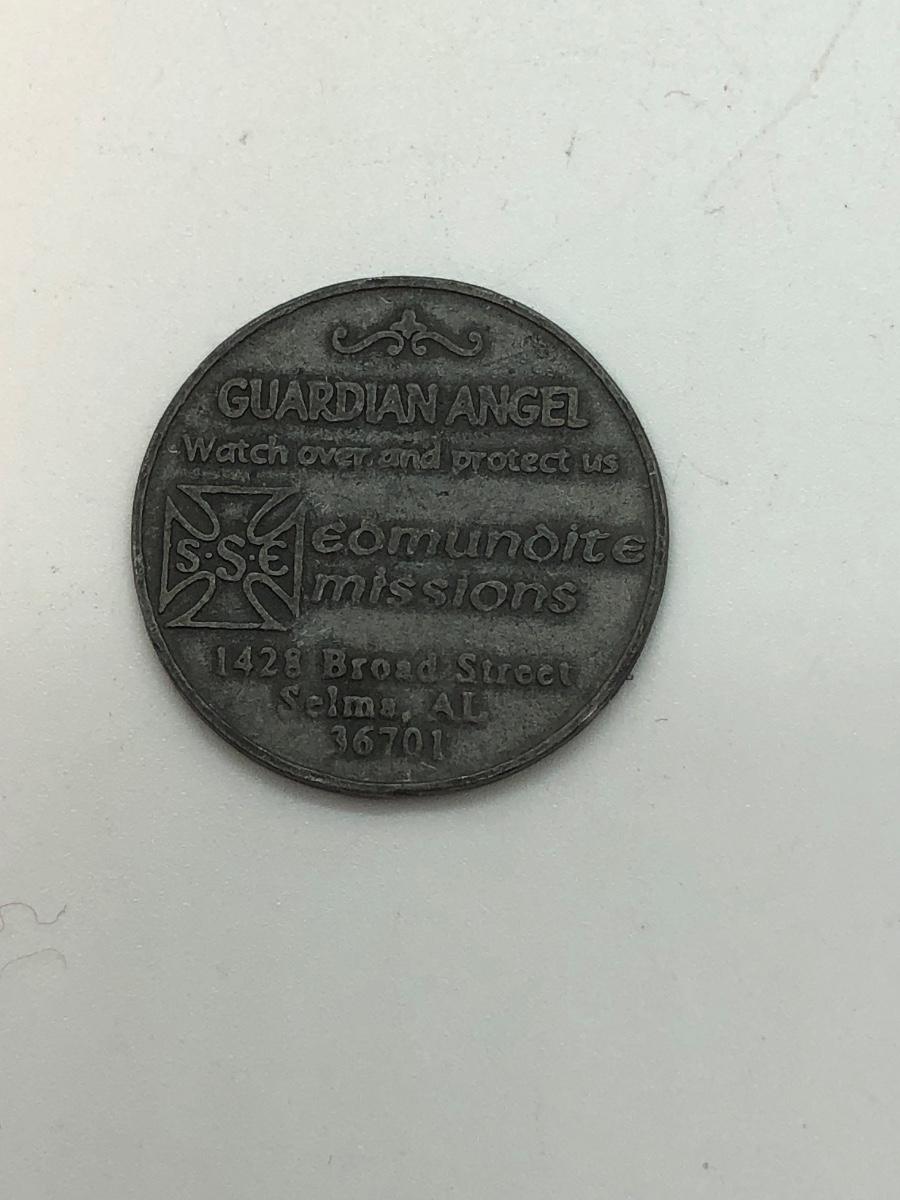 GUARDIAN ANGEL
Watch over and protect us
S·S·E
edmundite
missions
1428 Broad Street
Selma, AL
36701